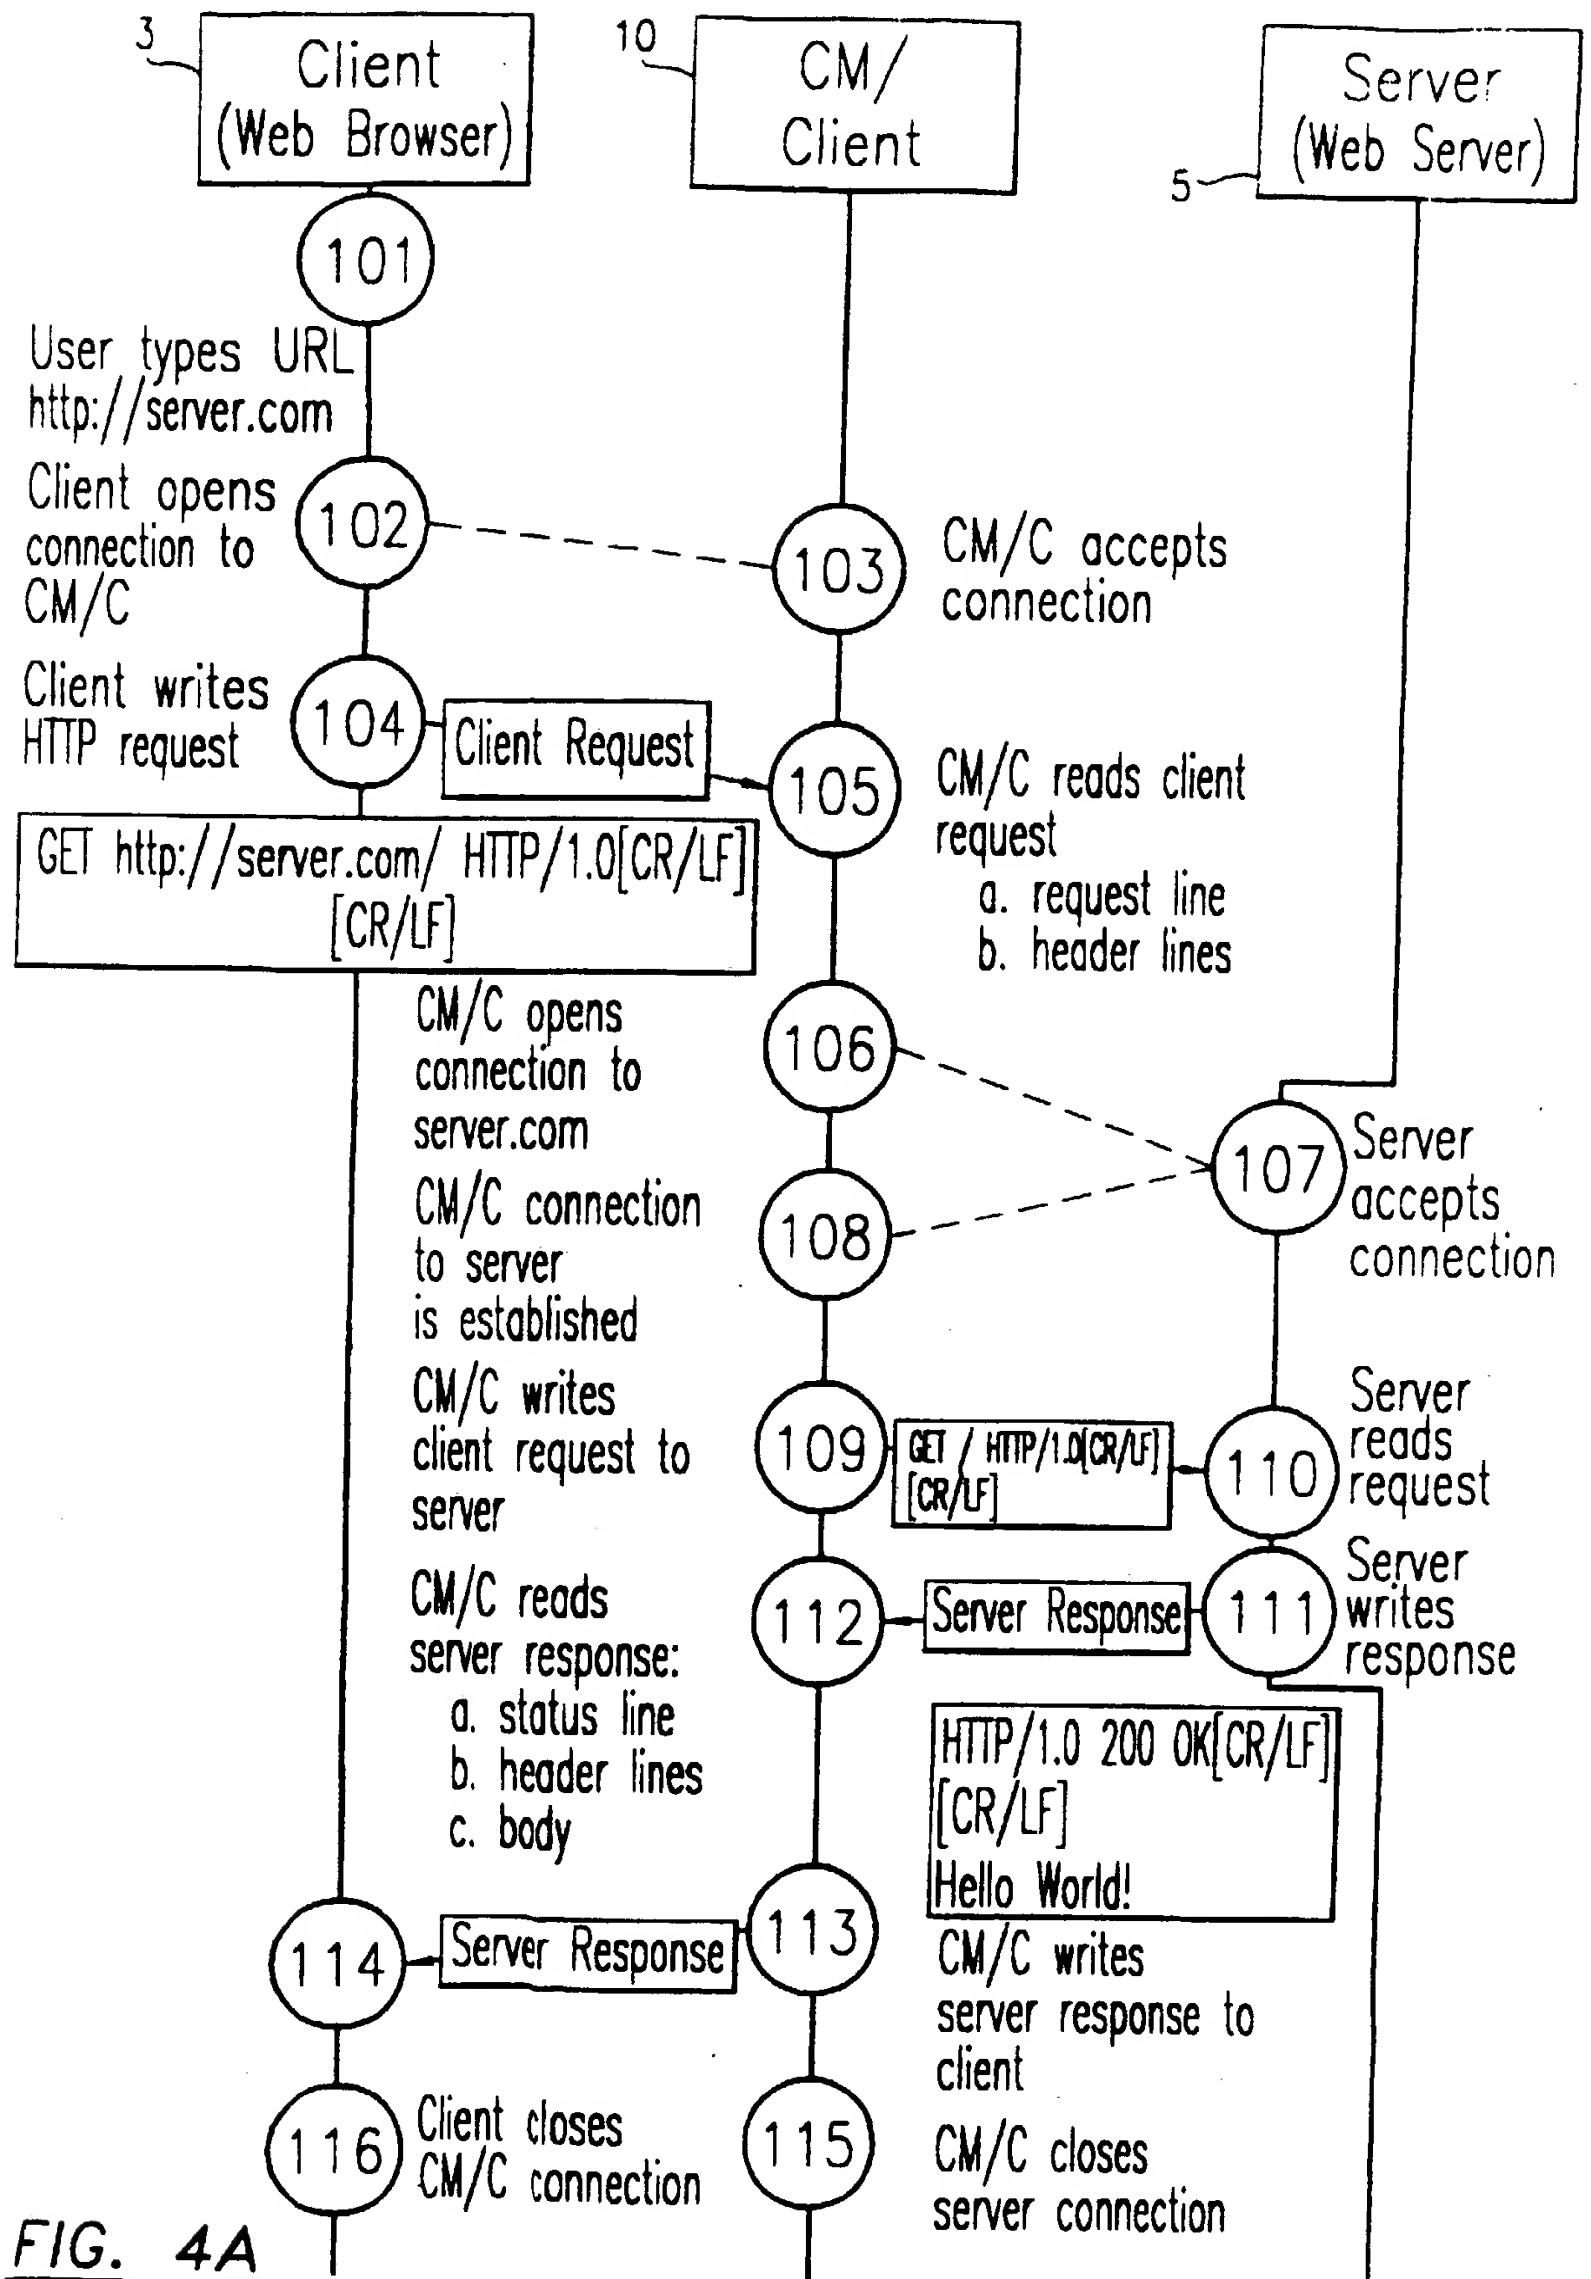 3
Client
(Web Browser)
10
CM/
Client
Server
(Web Server)
5
101
User types URL
http://server.com
Client opens
connection to
CM/C
102
103
CM/C accepts
connection
Client writes
HTTP request
104
Client Request
105
CM/C reads client
request
a. request line
b. header lines
GET http://server.com/ HTTP/1.0[CR/LF]
[CR/LF]
CM/C opens
connection to
server.com
106
107
Server
accepts
connection
CM/C connection
to server
is established
108
CM/C writes
client request to
server
109
GET / HTTP/1.0[CR/LF]
[CR/LF]
110
Server
reads
request
CM/C reads
server response:
a. status line
b. header lines
c. body
112
Server Response
111
Server
writes
response
HTTP/1.0 200 OK[CR/LF]
[CR/LF]
Hello World!
114
Server Response
113
CM/C writes
server response to
client
116
Client closes
CM/C connection
115
CM/C closes
server connection
FIG. 4A